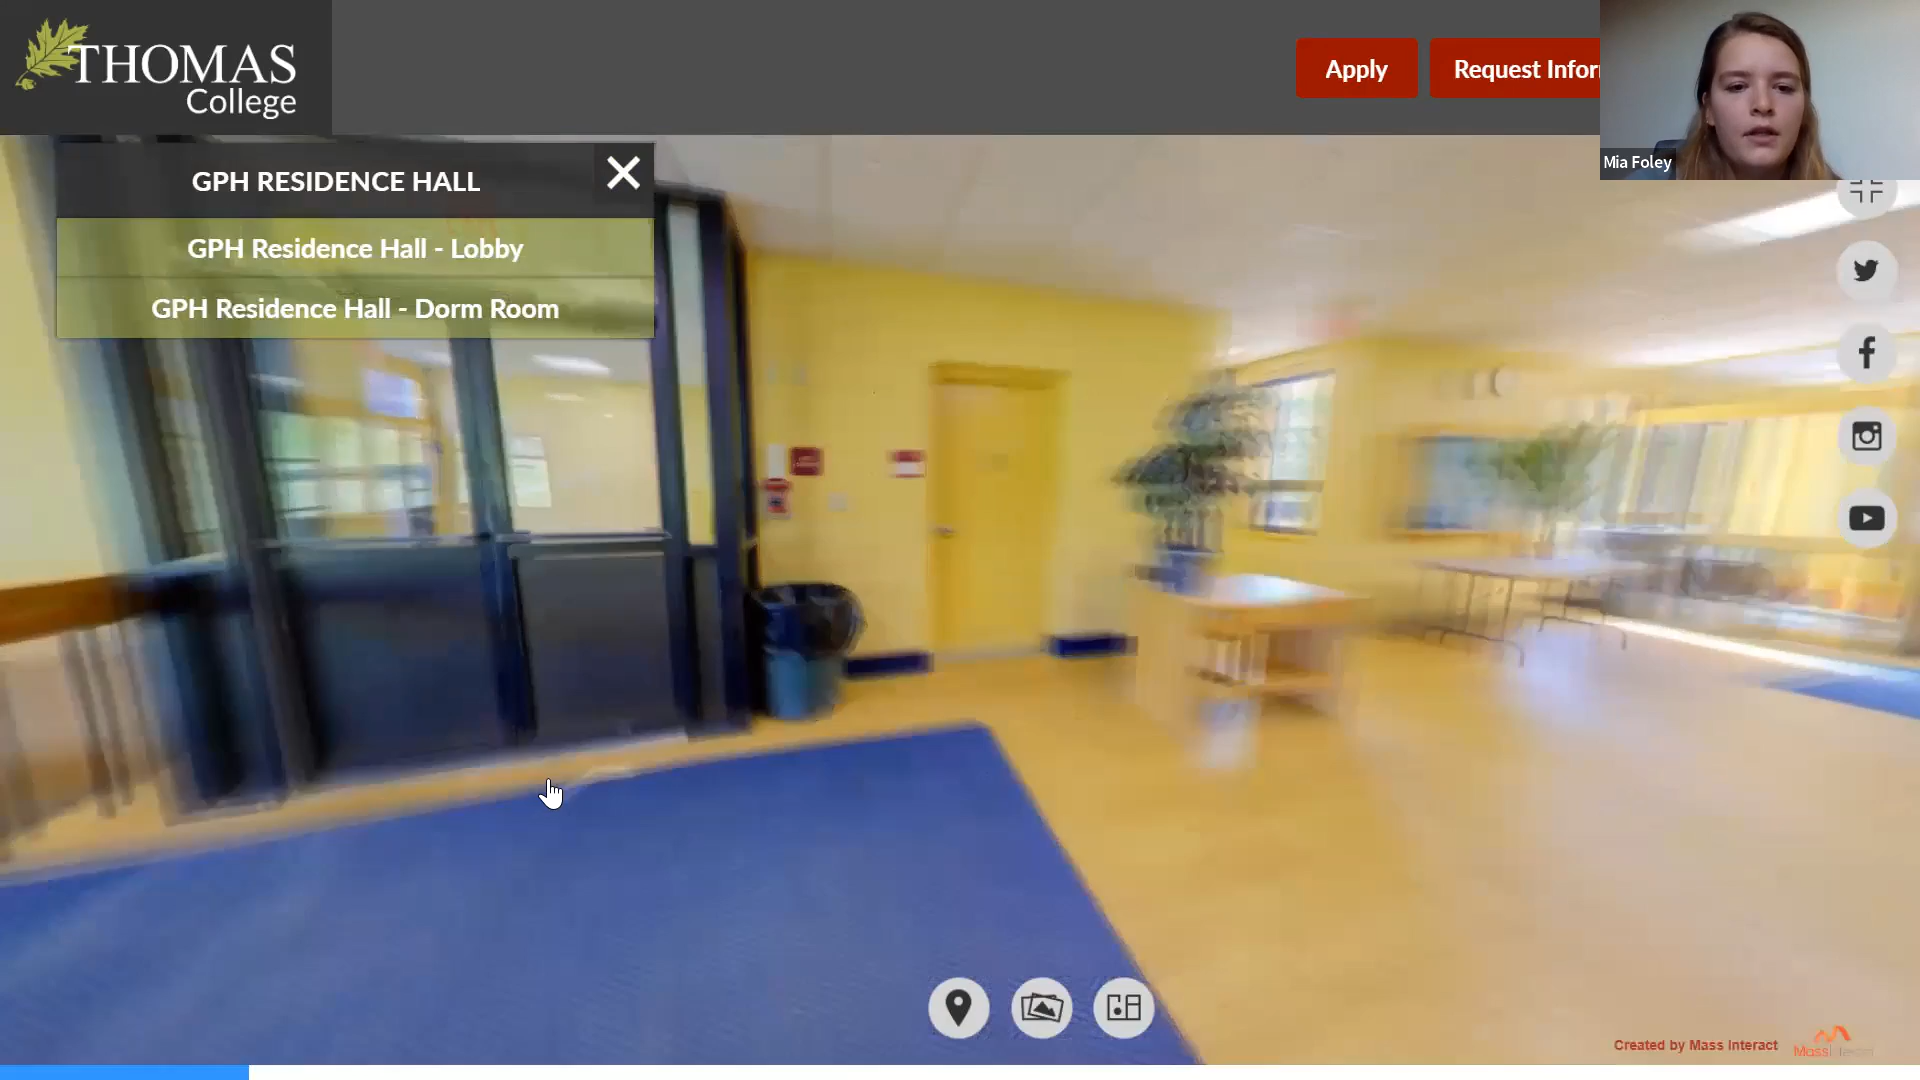 THOMAS
College
Apply
Request Infor
Mia Foley
GPH RESIDENCE HALL
GPH Residence Hall - Lobby
GPH Residence Hall - Dorm Room
Created by Mass Interact